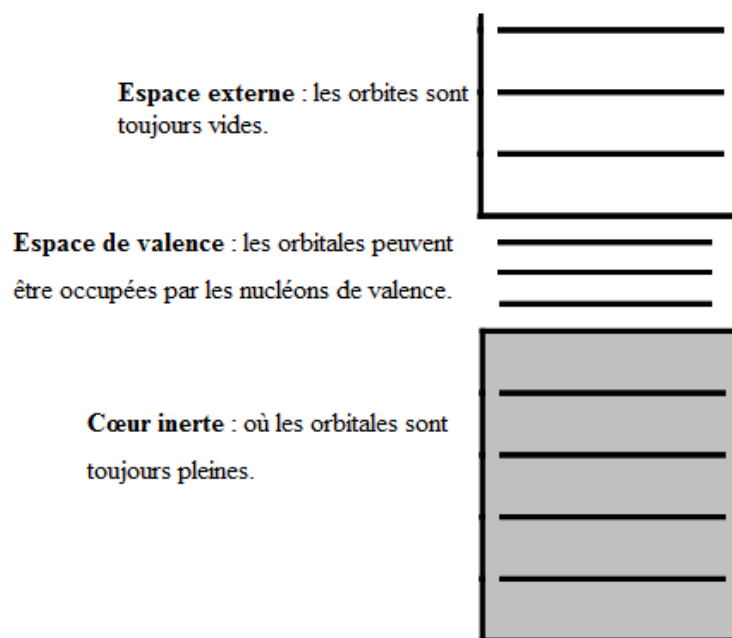 Espace externe : les orbites sont
toujours vides.
Espace de valence : les orbitales peuvent
être occupées par les nucléons de valence.
Cœur inerte : où les orbitales sont
toujours pleines.